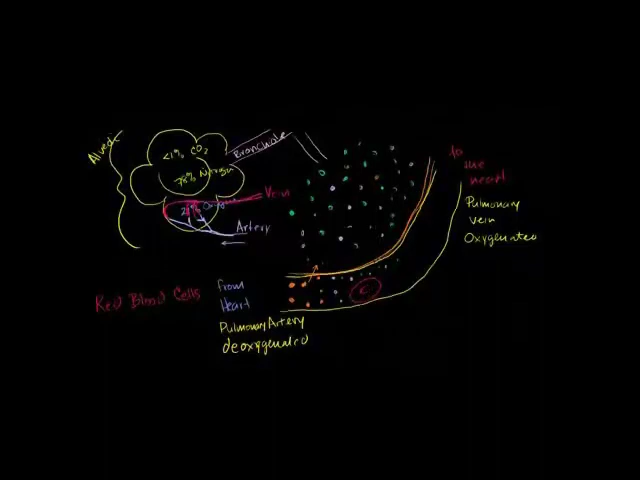 Alveoli
<1% CO2
78% Nitrogen
21% Oxygen
Bronchiole
Vein
Artery
to
the
heart
Pulmonary
vein
Oxygenated
Red Blood Cells
from
Heart
Pulmonary Artery
deoxygenated